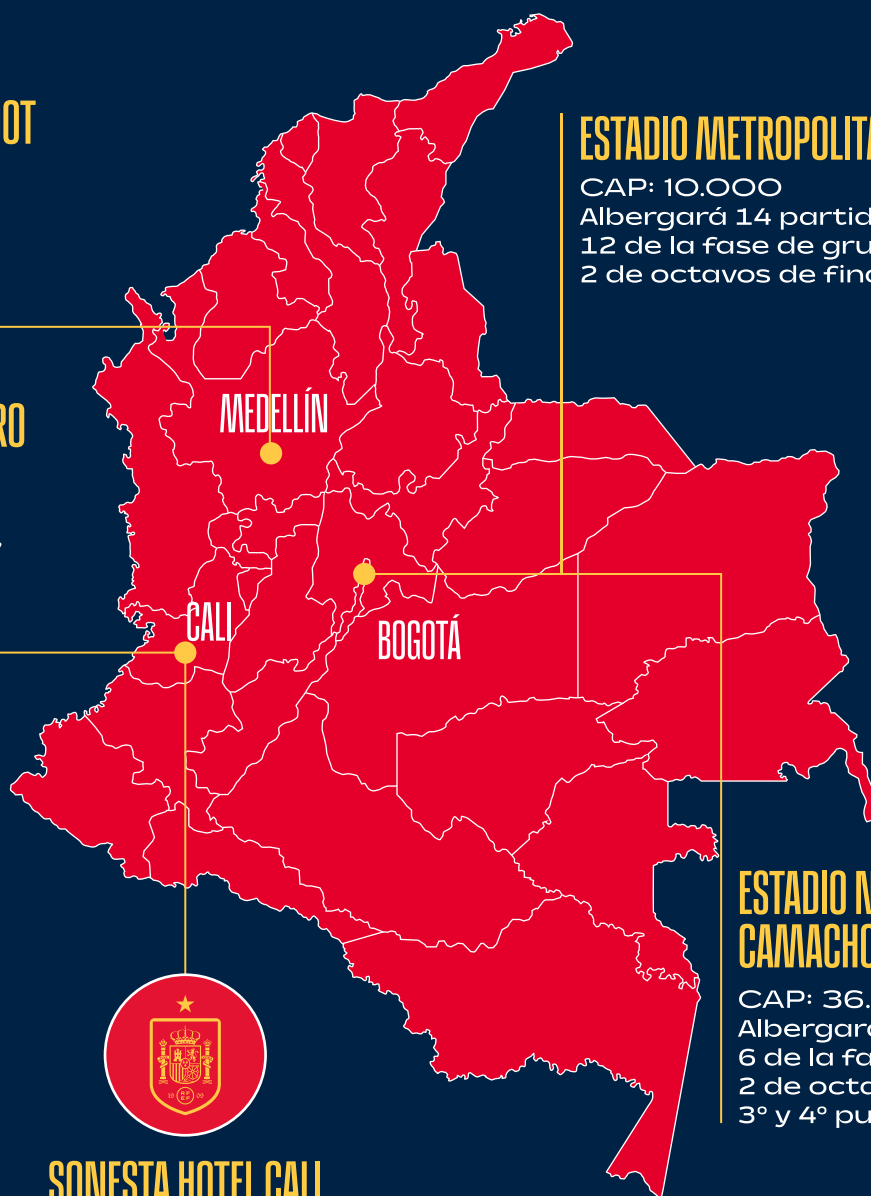 OT
RO
MEDELLÍN
CALI
BOGOTÁ
ESTADIO METROPOLITA
CAP: 10.000
Albergará 14 partid
12 de la fase de gru
2 de octavos de fina
ESTADIO
CAMACHO
CAP: 36.
Albergará
6 de la fa
2 de octa
3º y 4º pu
SONESTA HOTEL CALI